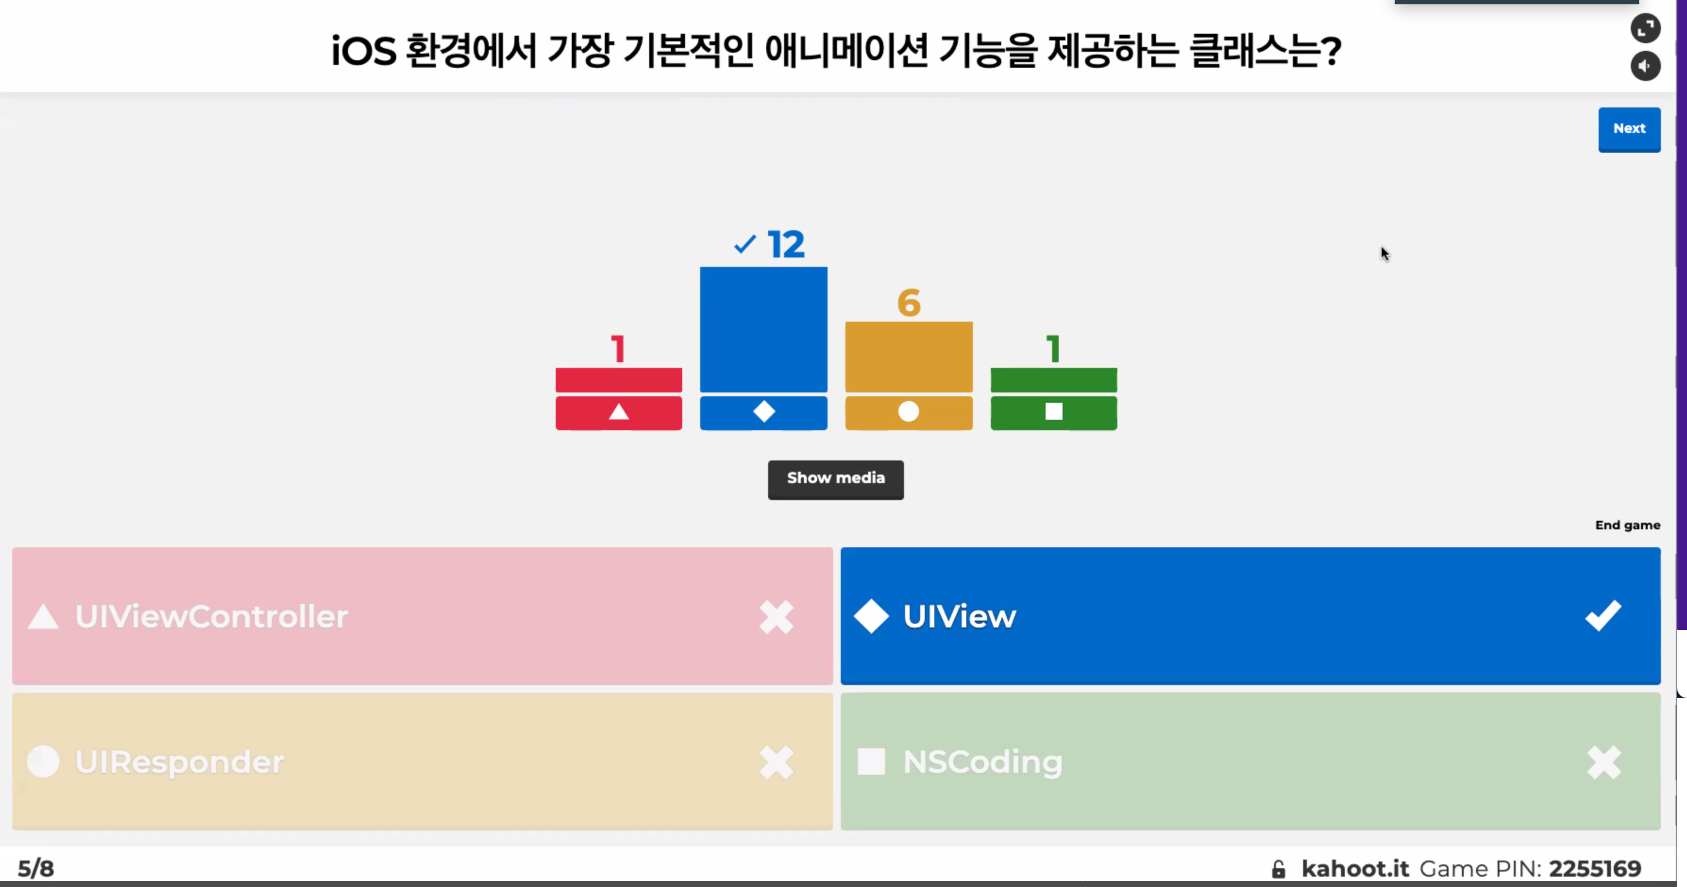 iOS 환경에서 가장 기본적인 애니메이션 기능을 제공하는 클래스는?
Next
12
6
1
1
Show media
End game
UIViewController
UIView
UIResponder
NSCoding
5/8
kahoot.it Game PIN: 2255169